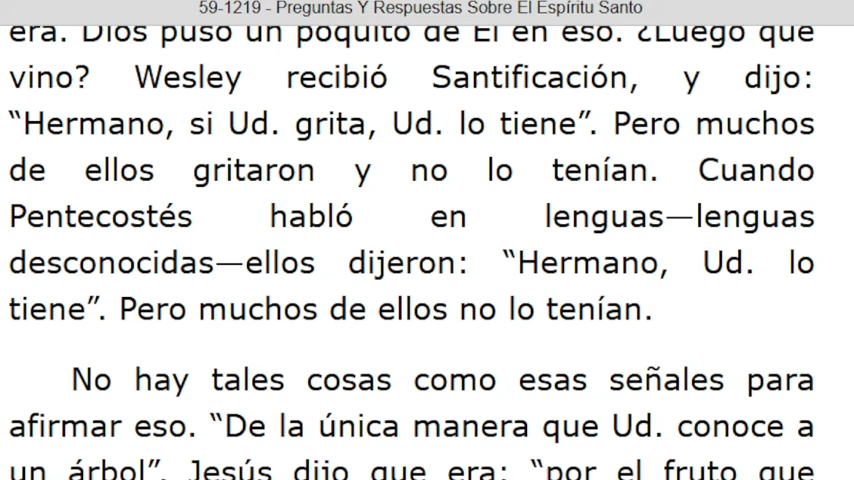 59-1219 - Preguntas Y Respuestas Sobre El Espíritu Santo
era. Dios puso un poquito de Él en eso. ¿Luego qué
vino? Wesley recibió Santificación, y dijo:
“Hermano, si Ud. grita, Ud. lo tiene”. Pero muchos
de ellos gritaron y no lo tenían. Cuando
Pentecostés habló en lenguas—lenguas
desconocidas—ellos dijeron: “Hermano, Ud. lo
tiene”. Pero muchos de ellos no lo tenían.
No hay tales cosas como esas señales para
afirmar eso. “De la única manera que Ud. conoce a
un árbol”, Jesús dijo que era: “por el fruto que